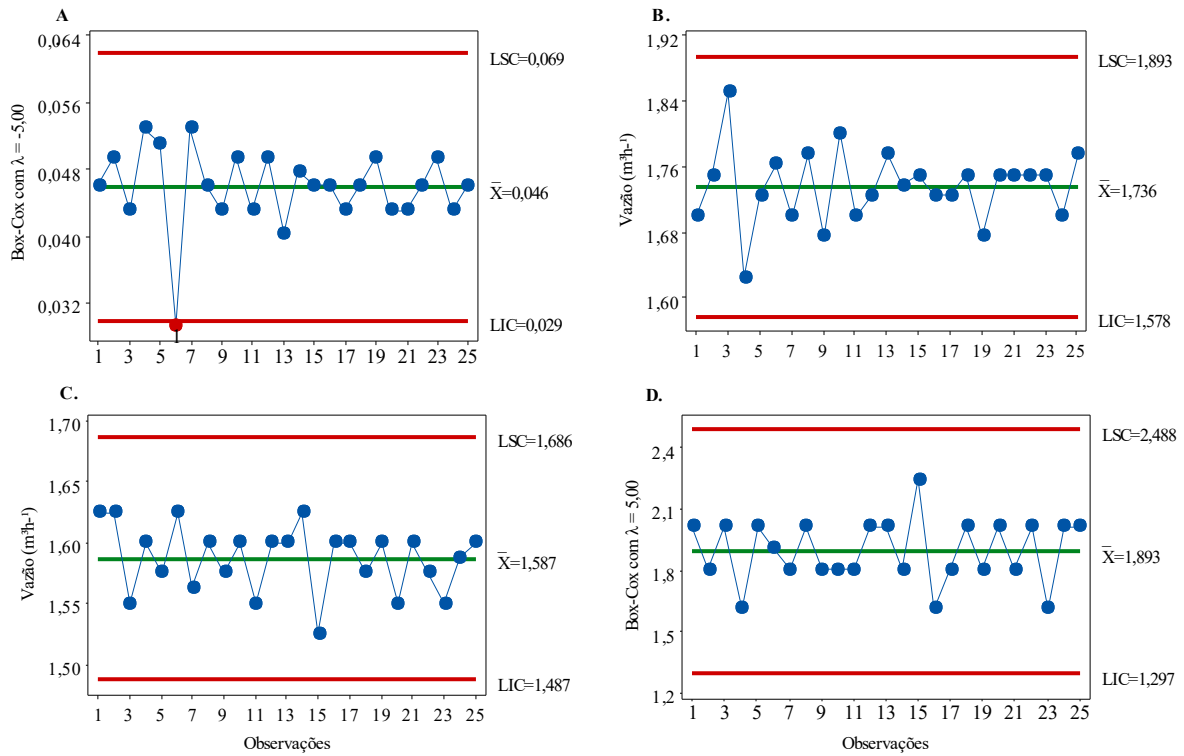 A
0,064
0,056
0,048
0,040
0,032
Box-Cox com λ = -5,00
LSC=0,069
X̄=0,046
LIC=0,029
1 3 5 7 9 11 13 15 17 19 21 23 25
B.
1,92
1,84
1,76
1,68
1,60
Vazão (m³h-¹)
LSC=1,893
X̄=1,736
LIC=1,578
1 3 5 7 9 11 13 15 17 19 21 23 25
C.
1,70
1,65
1,60
1,55
1,50
Vazão (m³h-¹)
LSC=1,686
X̄=1,587
LIC=1,487
1 3 5 7 9 11 13 15 17 19 21 23 25
Observações
D.
2,4
2,1
1,8
1,5
1,2
Box-Cox com λ = 5,00
LSC=2,488
X̄=1,893
LIC=1,297
1 3 5 7 9 11 13 15 17 19 21 23 25
Observações